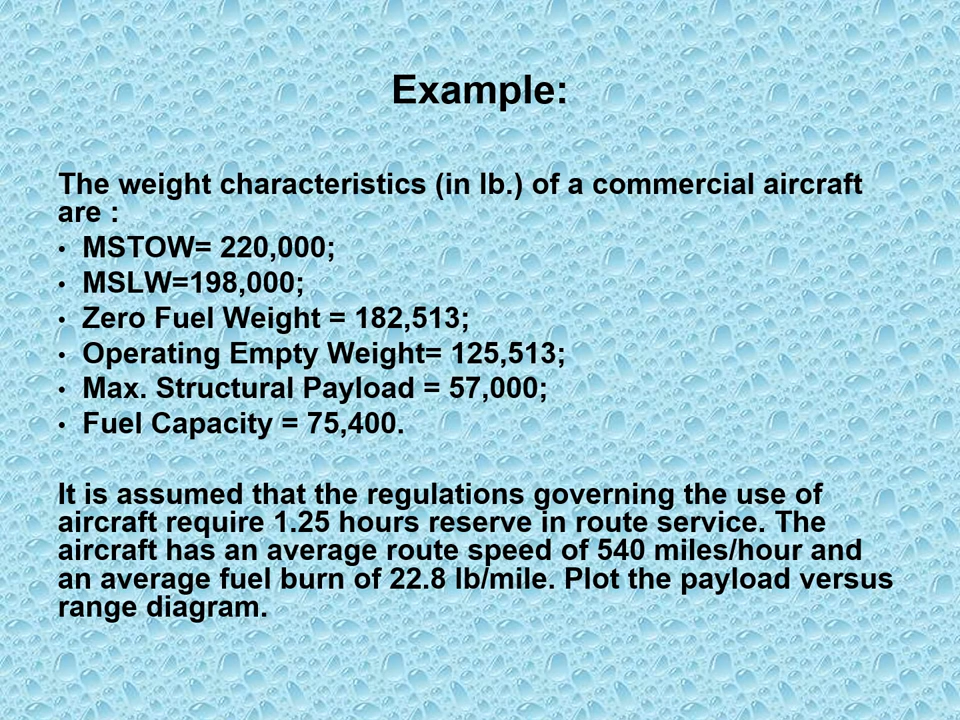 Example:
The weight characteristics (in lb.) of a commercial aircraft
are :
• MSTOW= 220,000;
• MSLW=198,000;
• Zero Fuel Weight = 182,513;
• Operating Empty Weight= 125,513;
• Max. Structural Payload = 57,000;
• Fuel Capacity = 75,400.
It is assumed that the regulations governing the use of
aircraft require 1.25 hours reserve in route service. The
aircraft has an average route speed of 540 miles/hour and
an average fuel burn of 22.8 lb/mile. Plot the payload versus
range diagram.